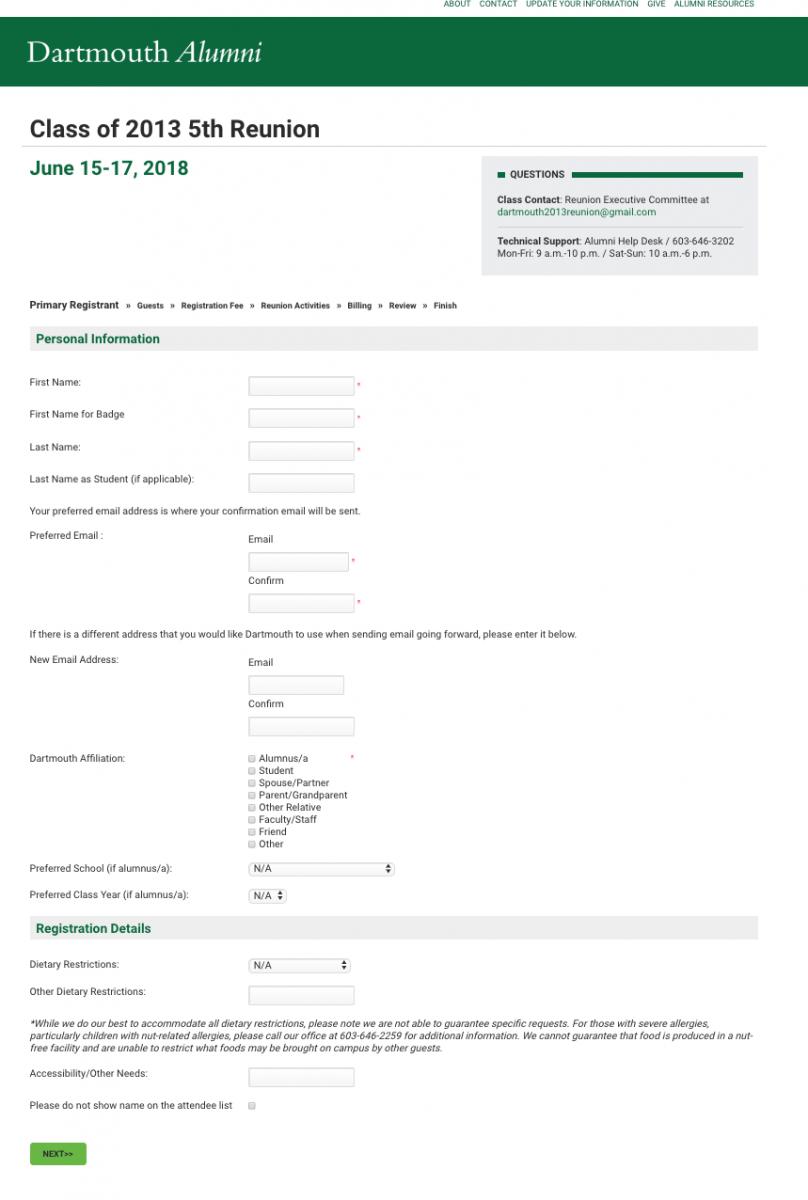 ABOUT CONTACT UPDATE YOUR INFORMATION GIVE ALUMNI RESOURCES
Dartmouth Alumni
Class of 2013 5th Reunion
June 15-17, 2018
QUESTIONS
Class Contact: Reunion Executive Committee at
dartmouth2013reunion@gmail.com
Technical Support: Alumni Help Desk / 603-646-3202
Mon-Fri: 9 a.m.-10 p.m. / Sat-Sun: 10 a.m.-6 p.m.
Primary Registrant » Guests » Registration Fee » Reunion Activities » Billing » Review » Finish
Personal Information
First Name: *
First Name for Badge *
Last Name: *
Last Name as Student (if applicable):
Your preferred email address is where your confirmation email will be sent.
Preferred Email : Email
*
Confirm
*
If there is a different address that you would like Dartmouth to use when sending email going forward, please enter it below.
New Email Address: Email
Confirm
Dartmouth Affiliation: Alumnus/a *
Student
Spouse/Partner
Parent/Grandparent
Other Relative
Faculty/Staff
Friend
Other
Preferred School (if alumnus/a): N/A
Preferred Class Year (if alumnus/a): N/A
Registration Details
Dietary Restrictions: N/A
Other Dietary Restrictions:
*While we do our best to accommodate all dietary restrictions, please note we are not able to guarantee specific requests. For those with severe allergies,
particularly children with nut-related allergies, please call our office at 603-646-2259 for additional information. We cannot guarantee that food is produced in a nut-
free facility and are unable to restrict what foods may be brought on campus by other guests.
Accessibility/Other Needs:
Please do not show name on the attendee list
NEXT>>